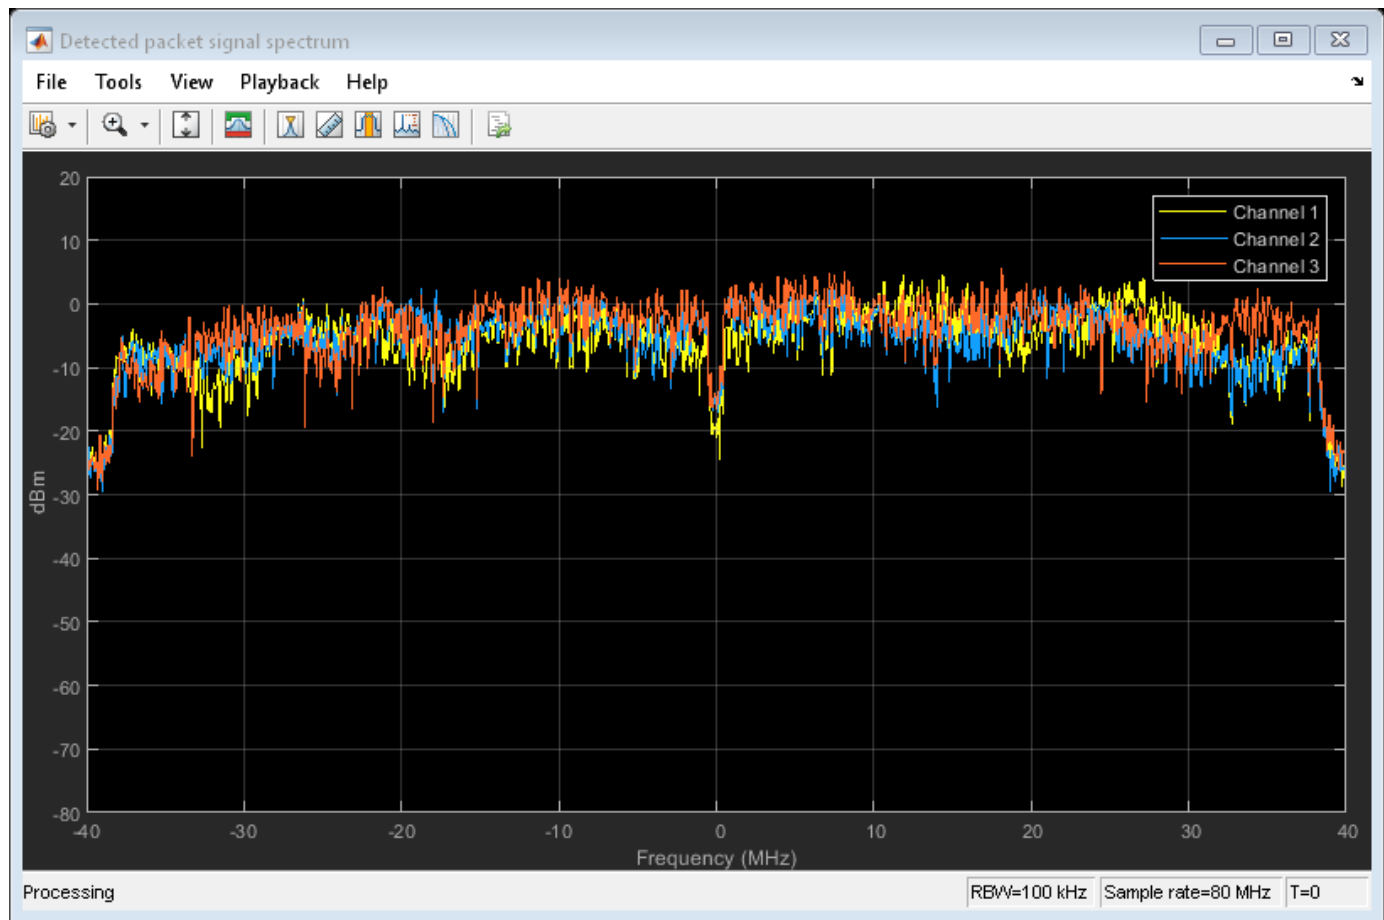 Detected packet signal spectrum
File Tools View Playback Help
20
10
0
-10
-20
-30
-40
-50
-60
-70
-80
dBm
Channel 1
Channel 2
Channel 3
-40 -30 -20 -10 0 10 20 30 40
Frequency (MHz)
Processing RBW=100 kHz Sample rate=80 MHz T=0